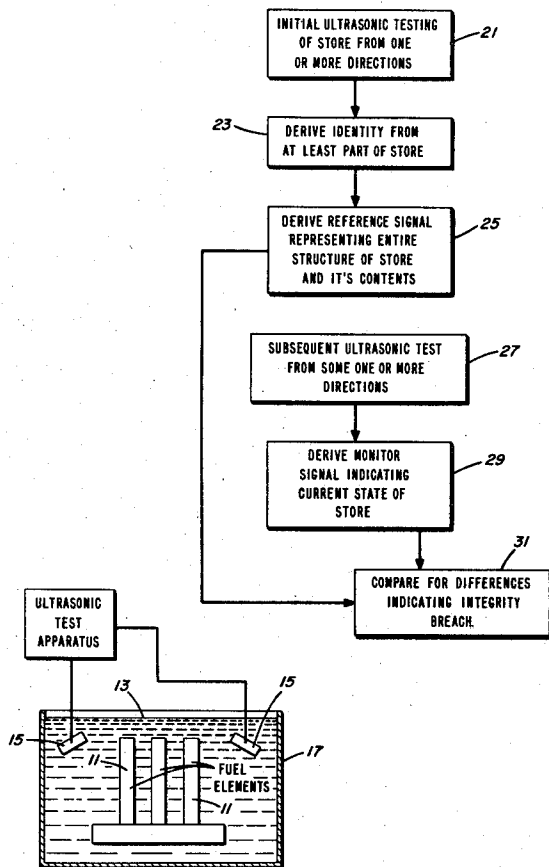 INITIAL ULTRASONIC TESTING
OF STORE FROM ONE
OR MORE DIRECTIONS
21
23
DERIVE IDENTITY FROM
AT LEAST PART OF STORE
DERIVE REFERENCE SIGNAL
REPRESENTING ENTIRE
STRUCTURE OF STORE
AND IT'S CONTENTS
25
SUBSEQUENT ULTRASONIC TEST
FROM SOME ONE OR MORE
DIRECTIONS
27
DERIVE MONITOR
SIGNAL INDICATING
CURRENT STATE OF
STORE
29
31
COMPARE FOR DIFFERENCES
INDICATING INTEGRITY
BREACH.
ULTRASONIC
TEST
APPARATUS
13
15
15
11
FUEL
ELEMENTS
11
17